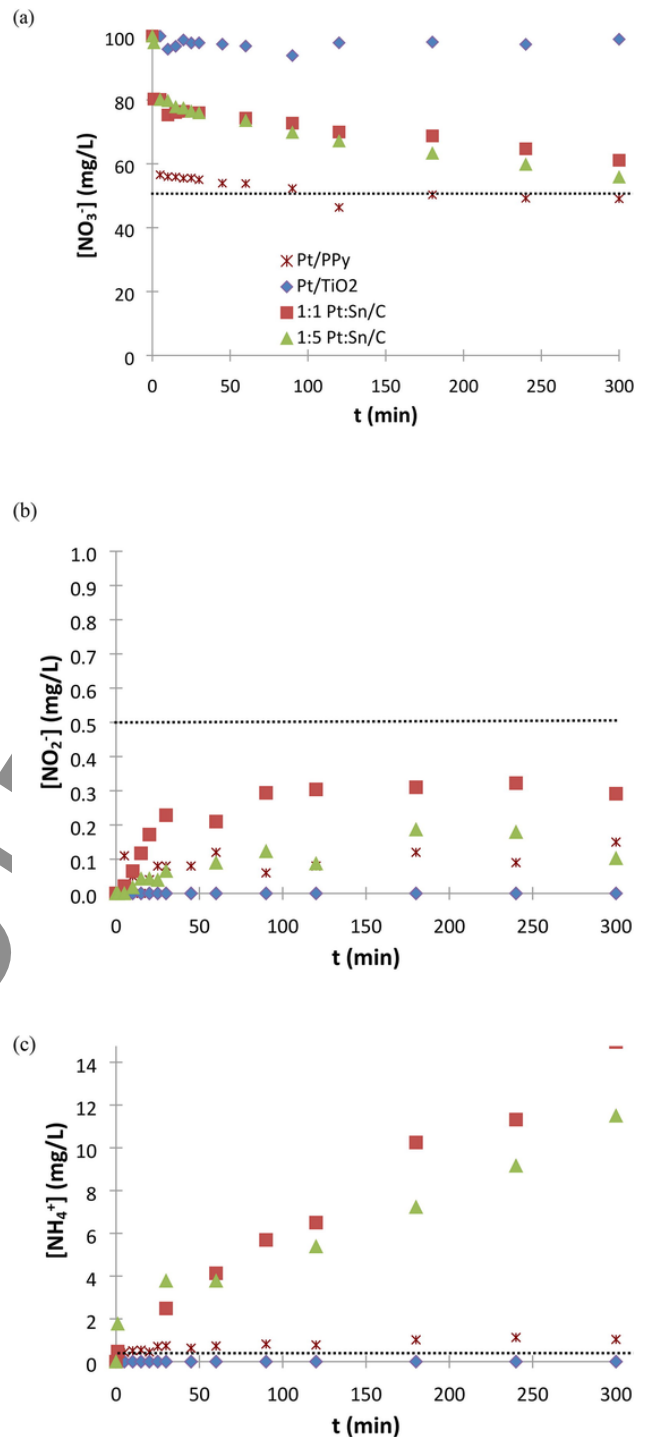 (a)
100
80
60
40
20
0
[NO₃⁻] (mg/L)
Pt/PPy
Pt/TiO2
1:1 Pt:Sn/C
1:5 Pt:Sn/C
0 50 100 150 200 250 300
t (min)
(b)
1.0
0.9
0.8
0.7
0.6
0.5
0.4
0.3
0.2
0.1
0.0
[NO₂⁻] (mg/L)
0 50 100 150 200 250 300
t (min)
(c)
14
12
10
8
6
4
2
0
[NH₄⁺] (mg/L)
0 50 100 150 200 250 300
t (min)